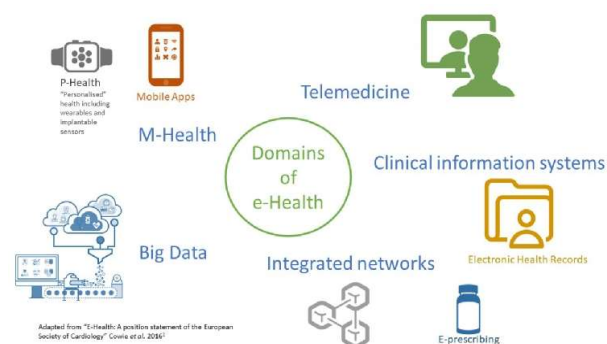 P-Health
"Personalised"
health including
wearables and
implantable
sensors
Mobile Apps
M-Health
Telemedicine
Domains
of
e-Health
Clinical information systems
Electronic Health Records
Big Data
Integrated networks
E-prescribing
Adapted from "E-Health: A position statement of the European
Society of Cardiology" Cowie et al. 2016¹